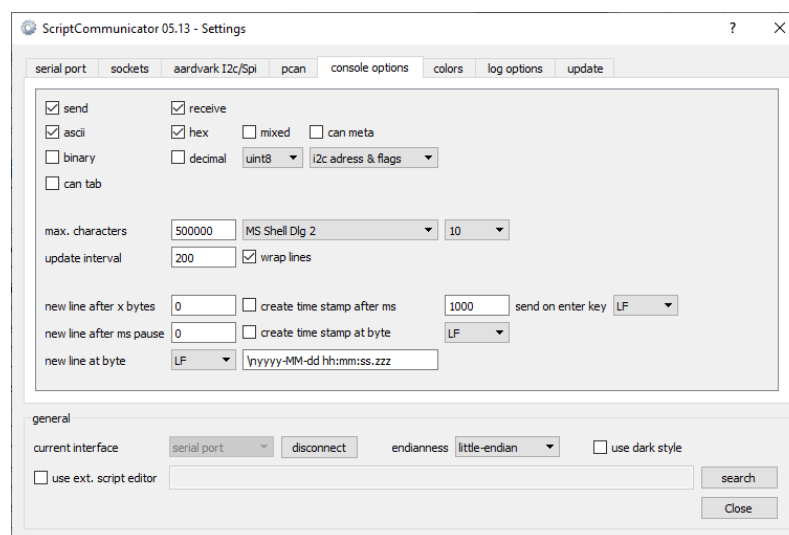 ScriptCommunicator 05.13 - Settings ? ×
serial port sockets aardvark I2c/Spi pcan console options colors log options update
send receive
ascii hex mixed can meta
binary decimal uint8 i2c adress & flags
can tab
max. characters 500000 MS Shell Dlg 2 10
update interval 200 wrap lines
new line after x bytes 0 create time stamp after ms 1000 send on enter key LF
new line after ms pause 0 create time stamp at byte LF
new line at byte LF \nyyyy-MM-dd hh:mm:ss.zzz
general
current interface serial port disconnect endianness little-endian use dark style
use ext. script editor search
Close